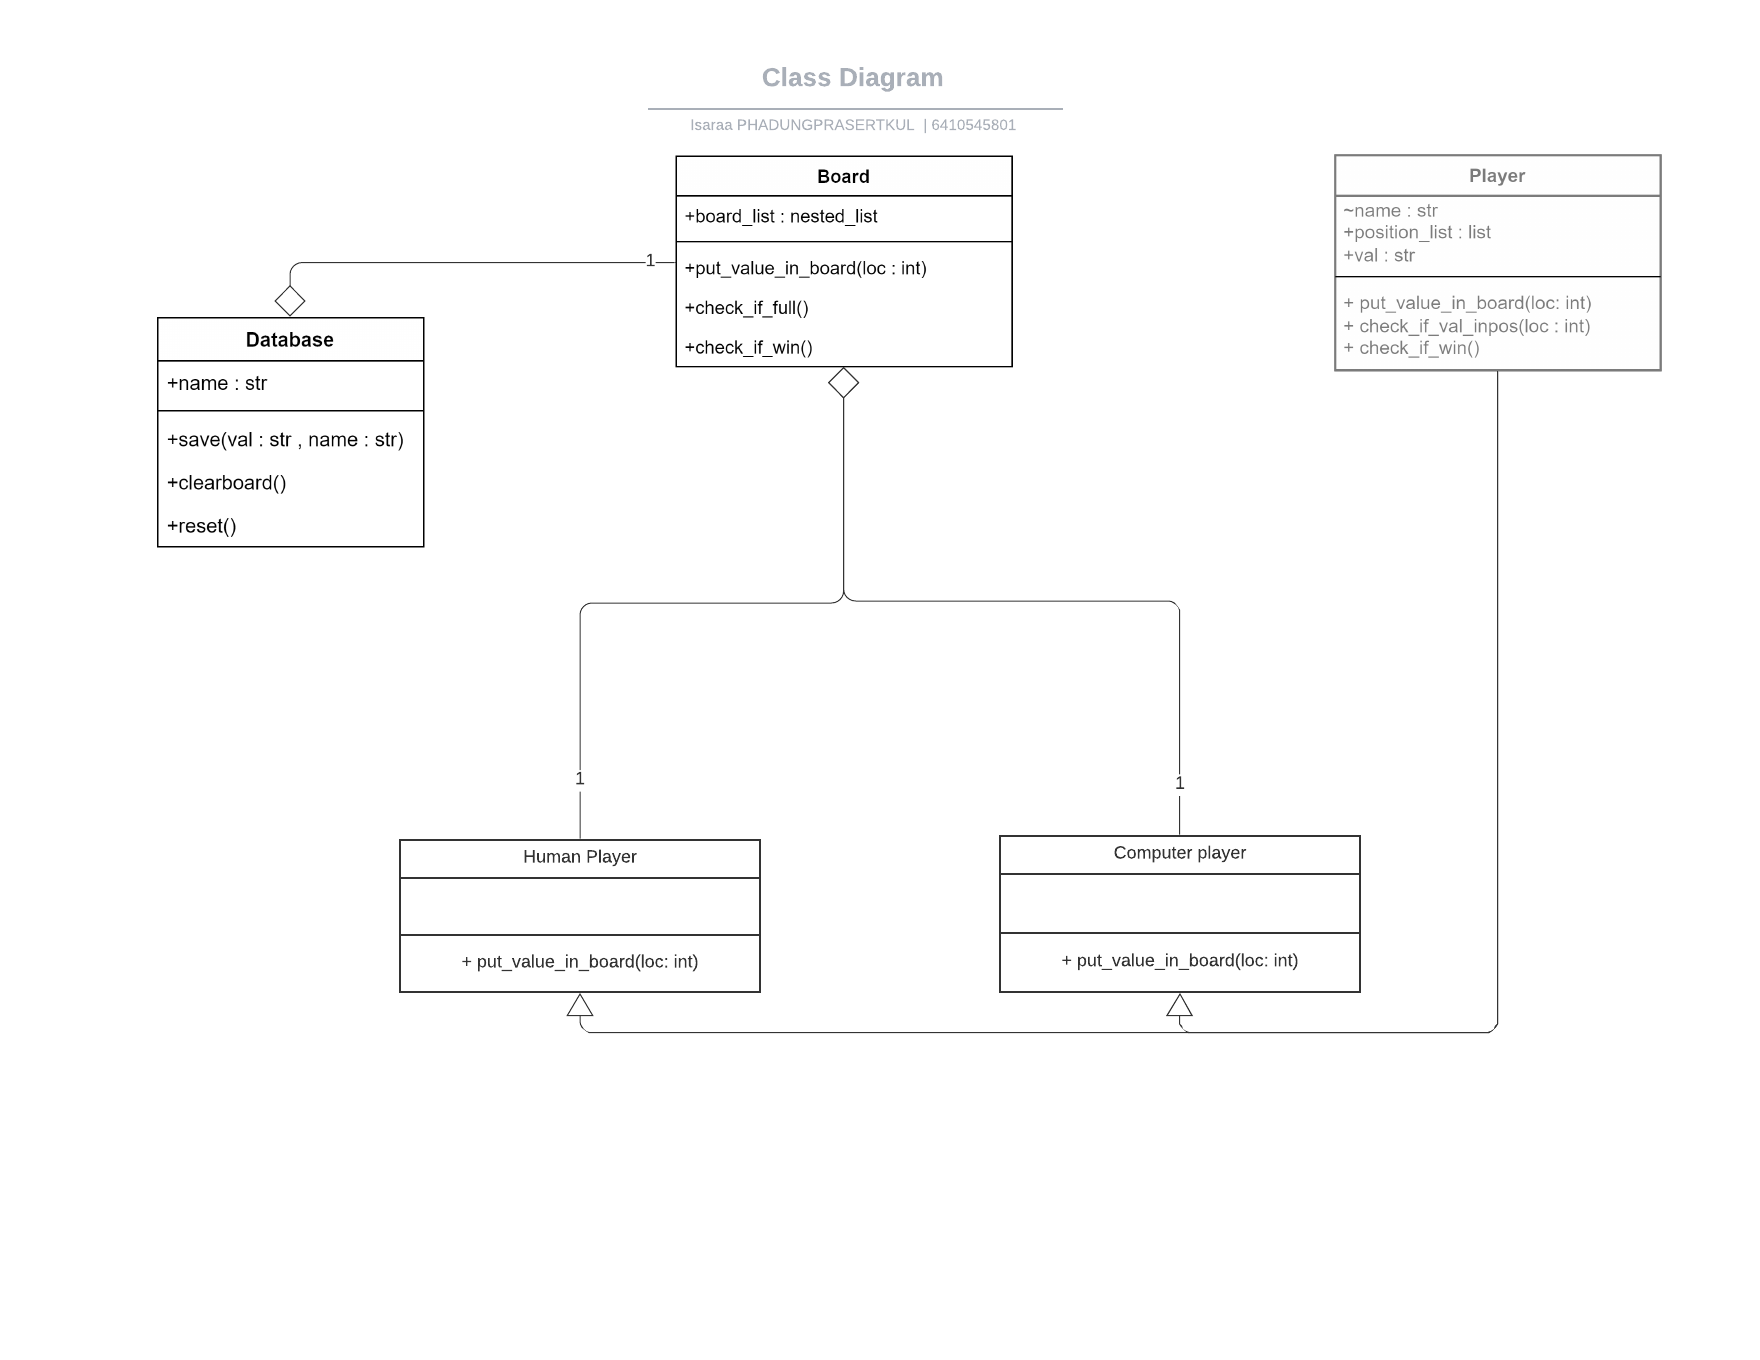 Class Diagram
Isaraa PHADUNGPRASERTKUL | 6410545801
Board
+board_list : nested_list
+put_value_in_board(loc : int)
+check_if_full()
+check_if_win()
Player
~name : str
+position_list : list
+val : str
+ put_value_in_board(loc: int)
+ check_if_val_inpos(loc : int)
+ check_if_win()
1
Database
+name : str
+save(val : str , name : str)
+clearboard()
+reset()
1
1
Human Player
+ put_value_in_board(loc: int)
Computer player
+ put_value_in_board(loc: int)